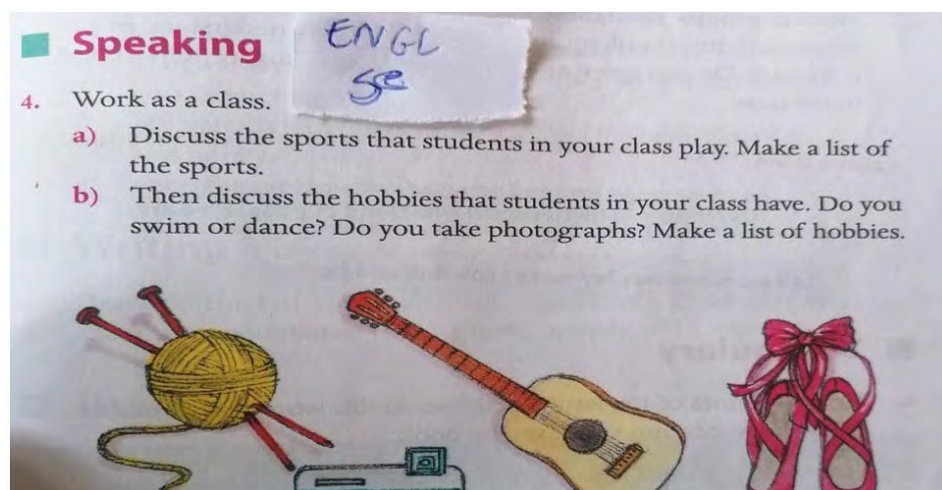 Speaking
ENGL
4. Work as a class.
a) Discuss the sports that students in your class play. Make a list of
the sports.
b) Then discuss the hobbies that students in your class have. Do you
swim or dance? Do you take photographs? Make a list of hobbies.